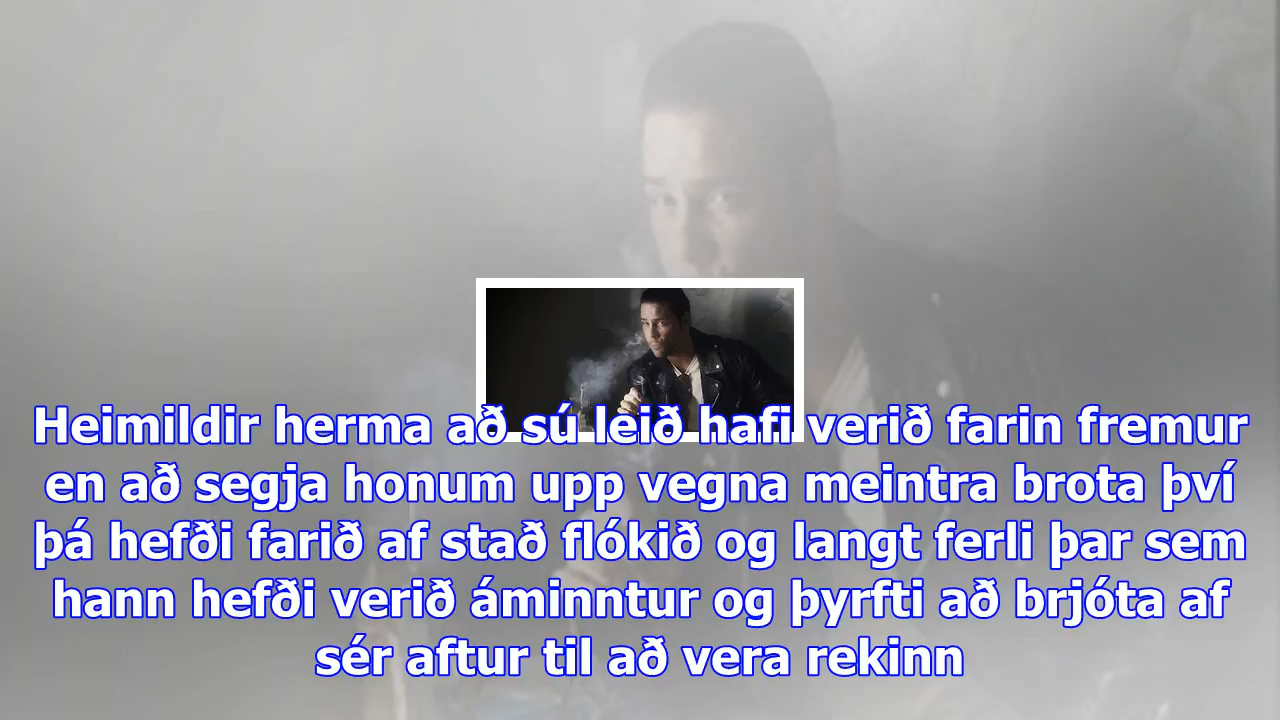 Heimildir herma að sú leið hafi verið farin fremur
en að segja honum upp vegna meintra brota því
þá hefði farið af stað flókið og langt ferli þar sem
hann hefði verið áminntur og þyrfti að brjóta af
sér aftur til að vera rekinn